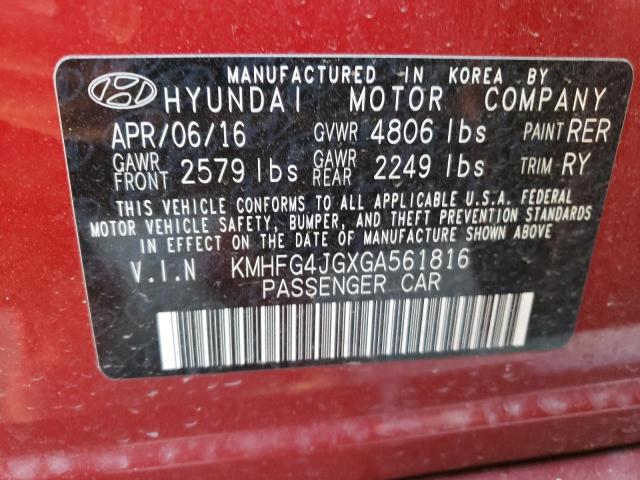 MANUFACTURED IN KOREA BY
HYUNDAI MOTOR COMPANY
APR/06/16 GVWR 4806 lbs PAINT RER
GAWR FRONT 2579 lbs GAWR REAR 2249 lbs TRIM RY
THIS VEHICLE CONFORMS TO ALL APPLICABLE U.S.A. FEDERAL
MOTOR VEHICLE SAFETY, BUMPER, AND THEFT PREVENTION STANDARDS
IN EFFECT ON THE DATE OF MANUFACTURE SHOWN ABOVE.
V.I.N KMHFG4JGXGA561816
PASSENGER CAR